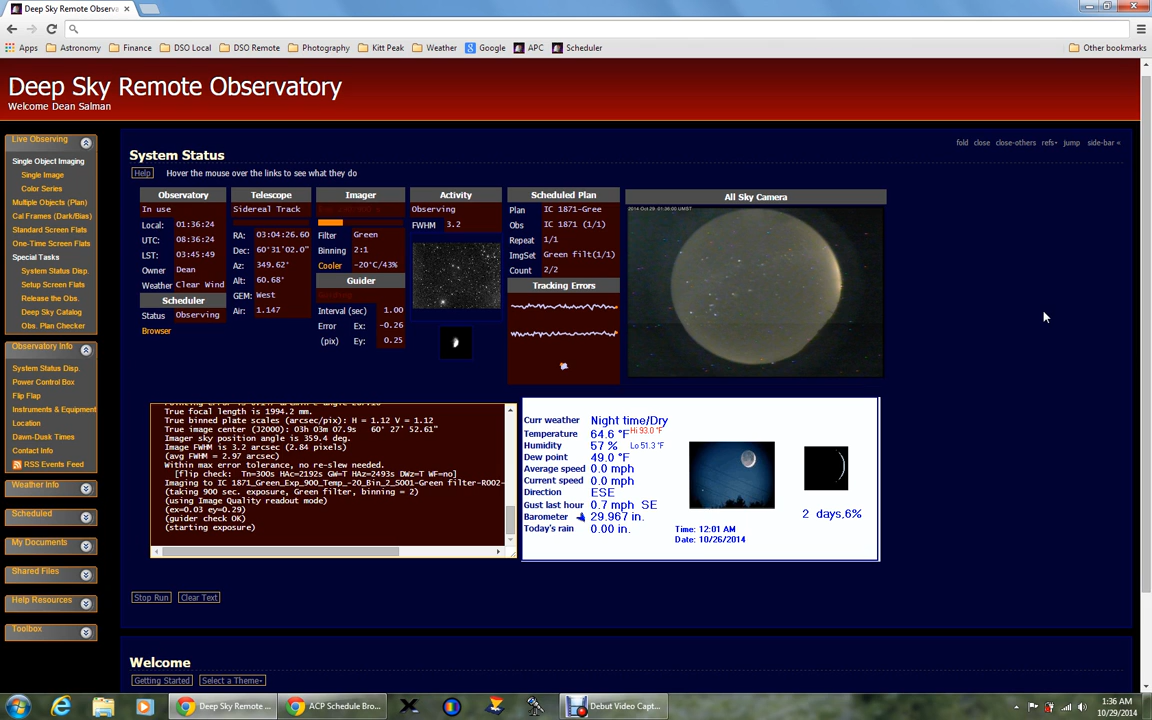 Deep Sky Remote Observa
Apps Astronomy Finance DSO Local DSO Remote Photography Kitt Peak Weather Google APC Scheduler Other bookmarks
Deep Sky Remote Observatory
Welcome Dean Salman
Live Observing
Single Object Imaging
Single Image
Color Series
Multiple Objects (Plan)
Cal Frames (Dark/Bias)
Standard Screen Flats
One-Time Screen Flats
Special Tasks
System Status Disp.
Setup Screen Flats
Release the Obs.
Deep Sky Catalog
Obs. Plan Checker
Observatory Info
System Status Disp.
Power Control Box
Flip Flap
Instruments & Equipment
Location
Dawn-Dusk Times
Contact Info
RSS Events Feed
Weather Info
Scheduled
My Documents
Shared Files
Help Resources
Toolbox
fold close close-others refs jump side-bar «
System Status
Help Hover the mouse over the links to see what they do
Observatory
In use
Local: 01:36:24
UTC: 08:36:24
LST: 03:45:49
Owner Dean
Weather Clear Wind
Scheduler
Status Observing
Browser
Telescope
Sidereal Track
RA: 03:04:26.60
Dec: 60°31'02.0"
Az: 349.62°
Alt: 60.68°
GEM: West
Air: 1.147
Imager
Filter Green
Binning 2:1
Cooler -20°C/43%
Guider
Interval (sec) 1.00
Error Ex: -0.26
(pix) Ey: 0.25
Activity
Observing
FWHM 3.2
Scheduled Plan
Plan IC 1871-Gree
Obs IC 1871 (1/1)
Repeat 1/1
ImgSet Green filt(1/1)
Count 2/2
Tracking Errors
All Sky Camera
True focal length is 1994.2 mm.
True binned plate scales (arcsec/pix): H = 1.12 V = 1.12
True image center (J2000): 03h 03m 07.9s 60° 27' 52.61"
Imager sky position angle is 359.4 deg.
Image FWHM is 3.2 arcsec (2.84 pixels)
(avg FWHM = 2.97 arcsec)
Within max error tolerance, no re-slew needed.
[flip check: Tn=300s HAc=2192s GW=T HAz=2493s DWz=T WF=no]
Imaging to IC 1871_Green_Exp_900_Temp_-20_Bin_2_S001-Green filter-R002-
(taking 900 sec. exposure, Green filter, binning = 2)
(using Image Quality readout mode)
(ex=0.03 ey=0.29)
(guider check OK)
(starting exposure)
Curr weather Night time/Dry
Temperature 64.6 °F Hi 93.0 °F
Humidity 57 % Lo 51.3 °F
Dew point 49.0 °F
Average speed 0.0 mph
Current speed 0.0 mph
Direction ESE
Gust last hour 0.7 mph SE
Barometer 29.967 in.
Today's rain 0.00 in.
2 days,6%
Time: 12:01 AM
Date: 10/26/2014
Stop Run Clear Text
Welcome
Getting Started Select a Theme
Deep Sky Remote ... ACP Schedule Bro... Debut Video Capt...
1:36 AM
10/29/2014